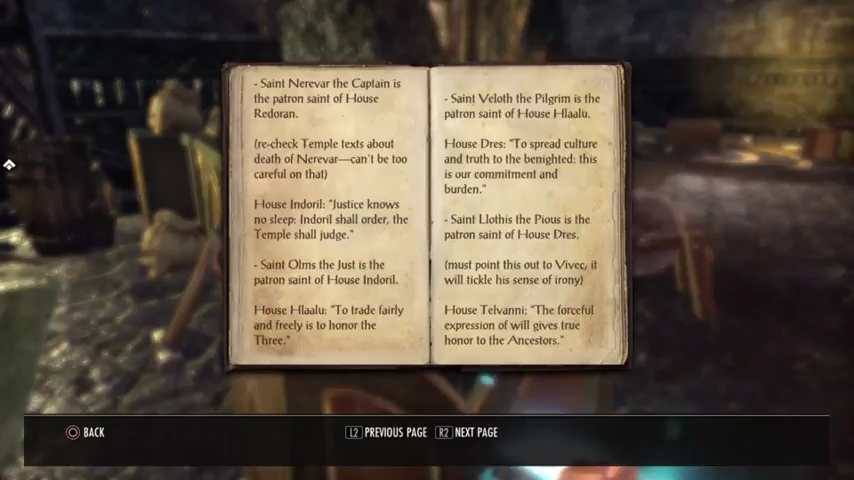 - Saint Nerevar the Captain is
the patron saint of House
Redoran.
(re-check Temple texts about
death of Nerevar—can't be too
careful on that)
House Indoril: "Justice knows
no sleep: Indoril shall order, the
Temple shall judge."
- Saint Olms the Just is the
patron saint of House Indoril.
House Hlaalu: "To trade fairly
and freely is to honor the
Three."
- Saint Veloth the Pilgrim is the
patron saint of House Hlaalu.
House Dres: "To spread culture
and truth to the benighted: this
is our commitment and
burden."
- Saint Llothis the Pious is the
patron saint of House Dres.
(must point this out to Vivec; it
will tickle his sense of irony)
House Telvanni: "The forceful
expression of will gives true
honor to the Ancestors."
BACK
L2 PREVIOUS PAGE R2 NEXT PAGE